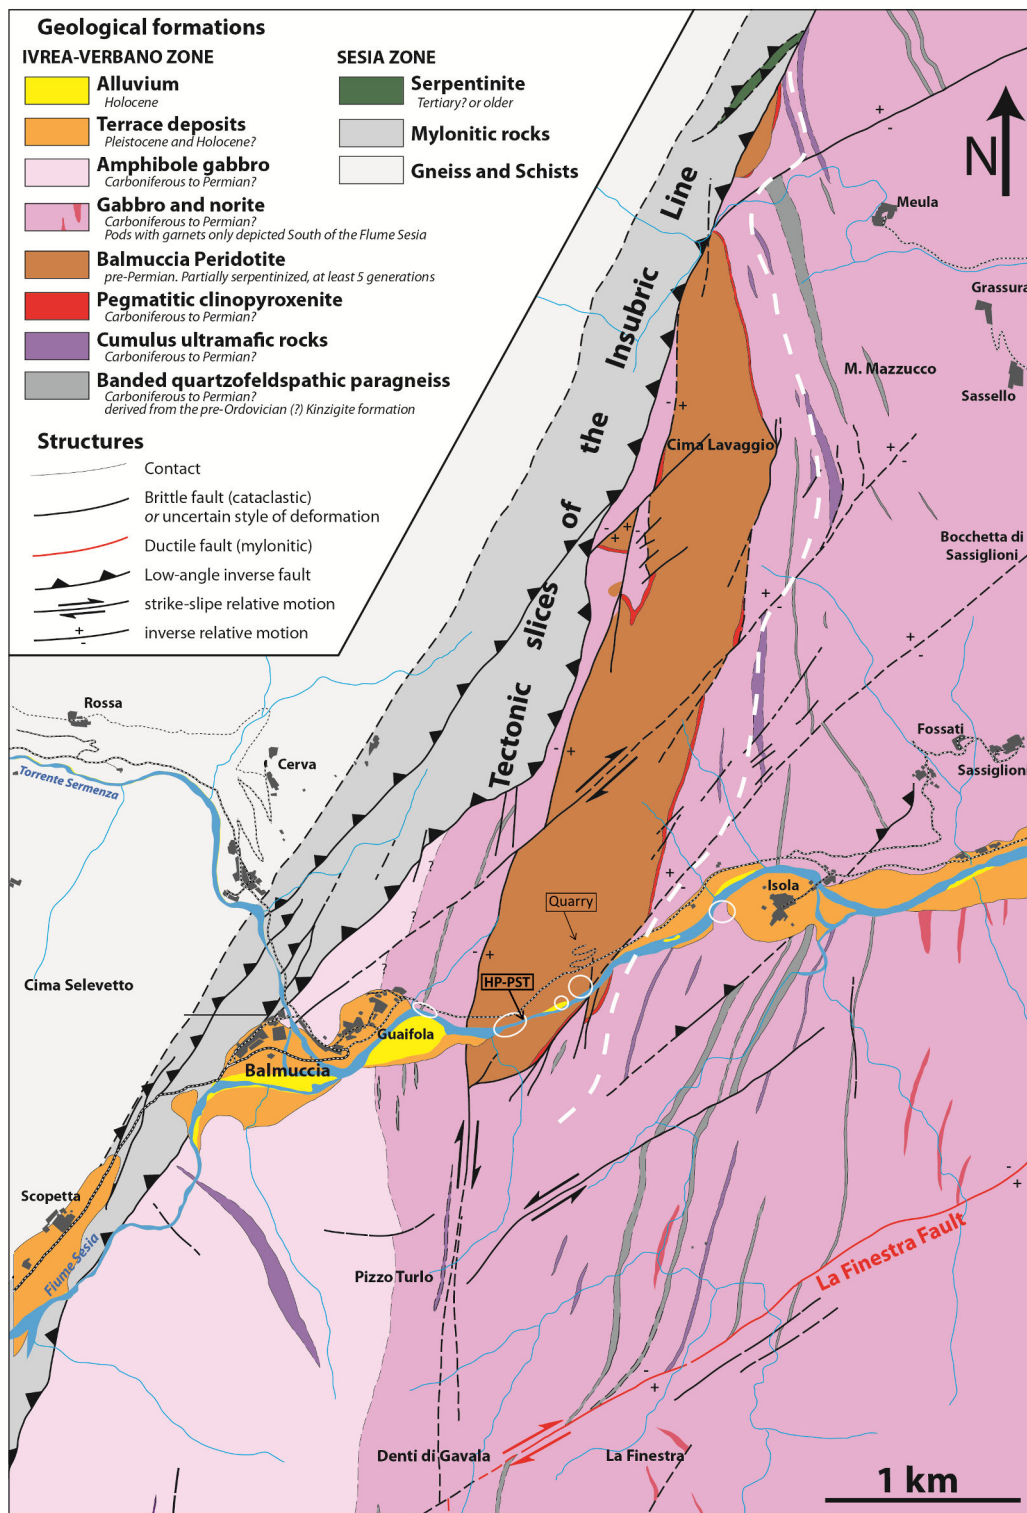 Geological formations
IVREA-VERBANO ZONE
Alluvium
Holocene
Terrace deposits
Pleistocene and Holocene?
Amphibole gabbro
Carboniferous to Permian?
Gabbro and norite
Carboniferous to Permian?
Pods with garnets only depicted South of the Flume Sesia
Balmuccia Peridotite
pre-Permian. Partially serpentinized, at least 5 generations
Pegmatitic clinopyroxenite
Carboniferous to Permian?
Cumulus ultramafic rocks
Carboniferous to Permian?
Banded quartzofeldspathic paragneiss
Carboniferous to Permian?
derived from the pre-Ordovician (?) Kinzigite formation
SESIA ZONE
Serpentinite
Tertiary? or older
Mylonitic rocks
Gneiss and Schists
Structures
Contact
Brittle fault (cataclastic)
or uncertain style of deformation
Ductile fault (mylonitic)
Low-angle inverse fault
strike-slipe relative motion
+
-
inverse relative motion
N
Meula
Grassura
M. Mazzucco
Sassello
Cima Lavaggio
Bocchetta di
Sassiglioni
Tectonic slices of the Insubric Line
Rossa
Torrente Sermenza
Cerva
Fossati
Sassiglioni
Isola
Quarry
HP-PST
Cima Selevetto
Guaifola
Balmuccia
Scopetta
Fiume Sesia
Pizzo Turlo
La Finestra Fault
Denti di Gavala
La Finestra
1 km